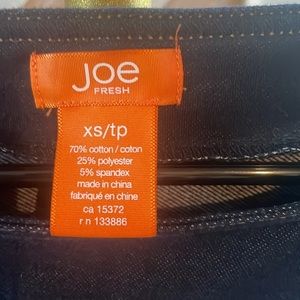 joe
FRESH
xs/tp
70% cotton / coton
25% polyester
5% spandex
made in china
fabriqué en chine
ca 15372
r n 133886